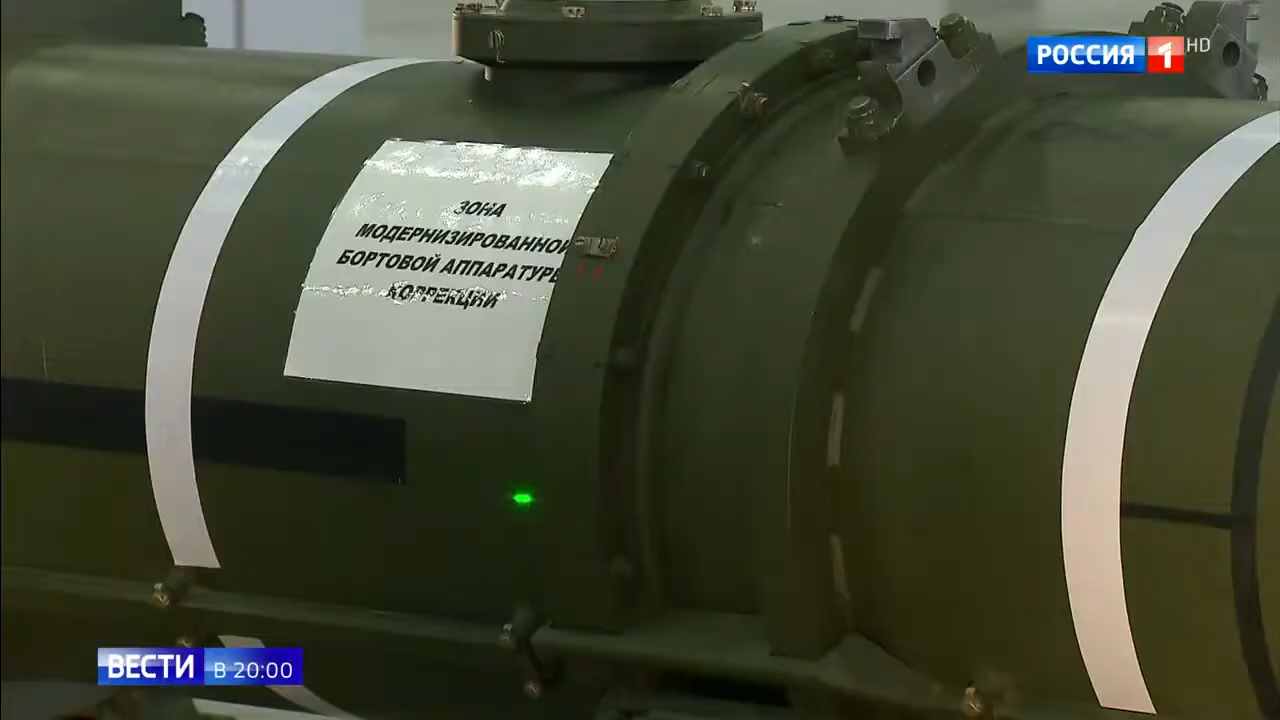 РОССИЯ 1 HD
ЗОНА
МОДЕРНИЗИРОВАННОЙ
БОРТОВОЙ АППАРАТУРЫ
КОРРЕКЦИИ
ВЕСТИ В 20:00